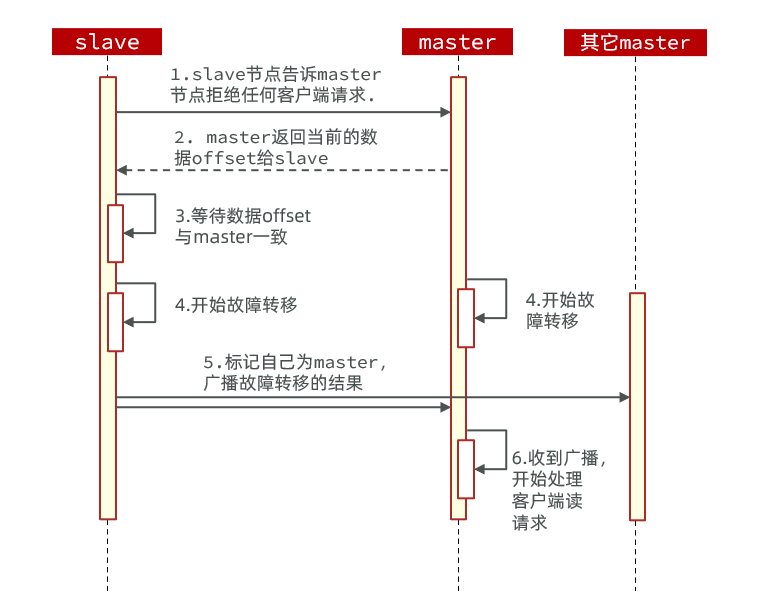 slave
master
其它master
1.slave节点告诉master
节点拒绝任何客户端请求.
2. master返回当前的数
据offset给slave
3.等待数据offset
与master一致
4.开始故障转移
4.开始故
障转移
5.标记自己为master,
广播故障转移的结果
6.收到广播,
开始处理
客户端读
请求